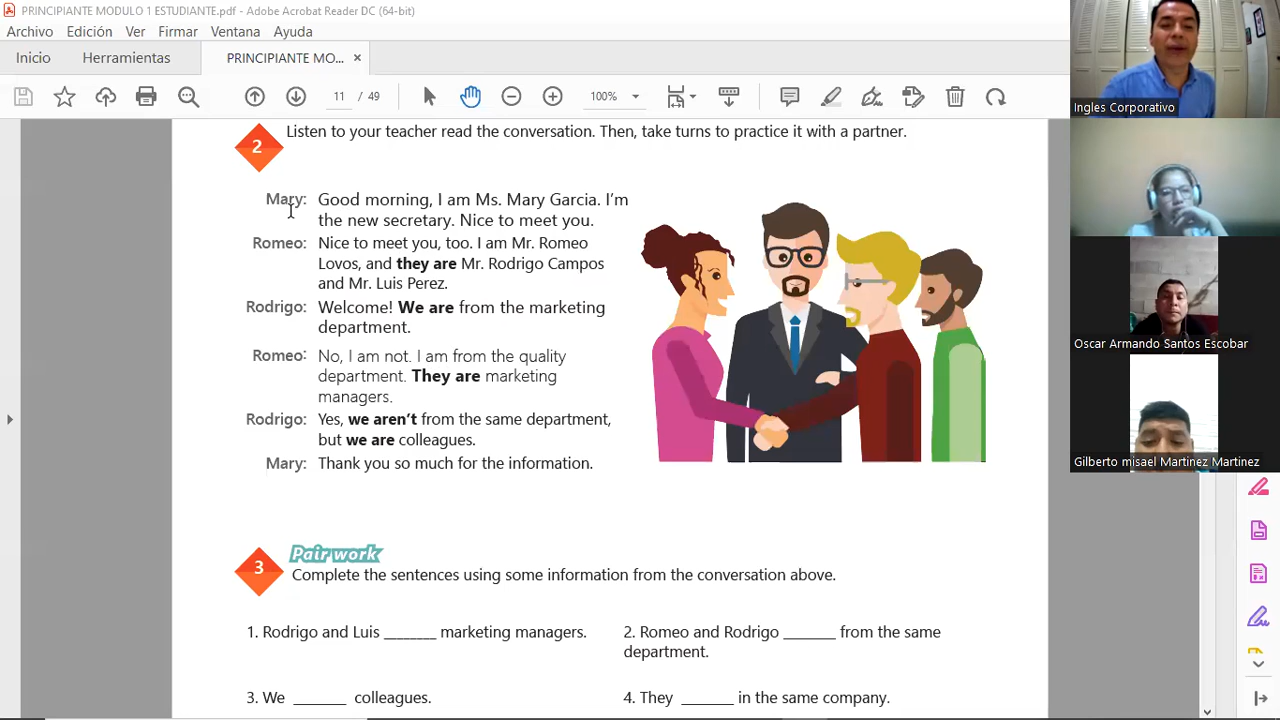 PRINCIPIANTE MODULO 1 ESTUDIANTE.pdf - Adobe Acrobat Reader DC (64-bit)
Archivo Edición Ver Firmar Ventana Ayuda
Inicio Herramientas PRINCIPIANTE MO... ×
11 / 49 100%
2 Listen to your teacher read the conversation. Then, take turns to practice it with a partner.
Mary: Good morning, I am Ms. Mary Garcia. I'm
the new secretary. Nice to meet you.
Romeo: Nice to meet you, too. I am Mr. Romeo
Lovos, and they are Mr. Rodrigo Campos
and Mr. Luis Perez.
Rodrigo: Welcome! We are from the marketing
department.
Romeo: No, I am not. I am from the quality
department. They are marketing
managers.
Rodrigo: Yes, we aren't from the same department,
but we are colleagues.
Mary: Thank you so much for the information.
3 Pair work
Complete the sentences using some information from the conversation above.
1. Rodrigo and Luis ________ marketing managers.
2. Romeo and Rodrigo _______ from the same
department.
3. We _______ colleagues.
4. They _______ in the same company.
Ingles Corporativo
Oscar Armando Santos Escobar
Gilberto misael Martinez Martinez